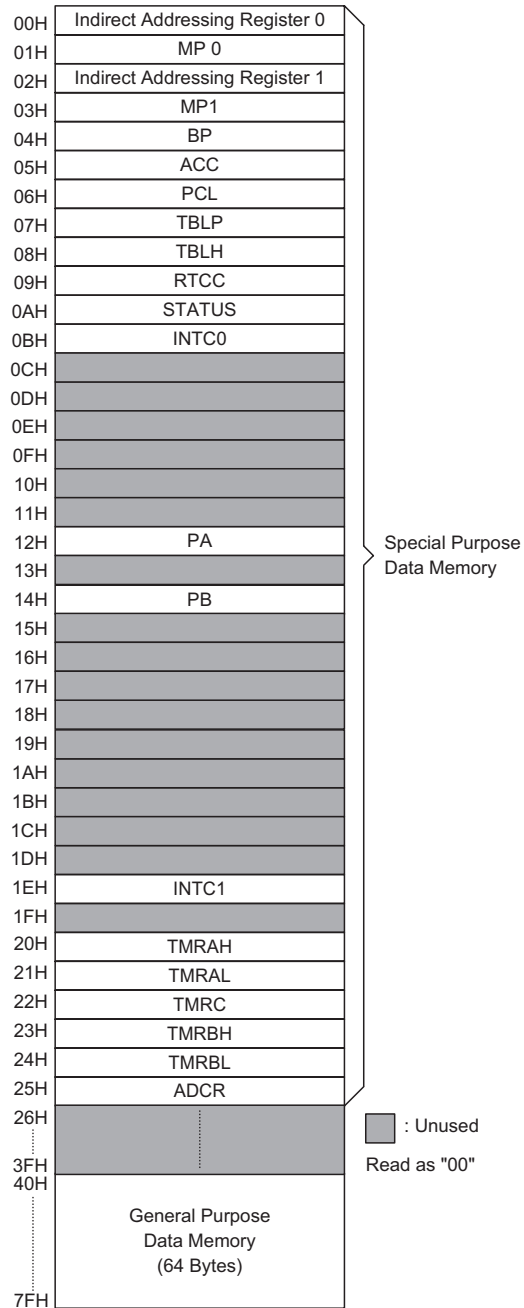 00H Indirect Addressing Register 0
01H MP 0
02H Indirect Addressing Register 1
03H MP1
04H BP
05H ACC
06H PCL
07H TBLP
08H TBLH
09H RTCC
0AH STATUS
0BH INTC0
0CH
0DH
0EH
0FH
10H
11H
12H PA
13H
14H PB
15H
16H
17H
18H
19H
1AH
1BH
1CH
1DH
1EH INTC1
1FH
20H TMRAH
21H TMRAL
22H TMRC
23H TMRBH
24H TMRBL
25H ADCR
26H
3FH
40H
General Purpose
Data Memory
(64 Bytes)
7FH
Special Purpose
Data Memory
: Unused
Read as "00"